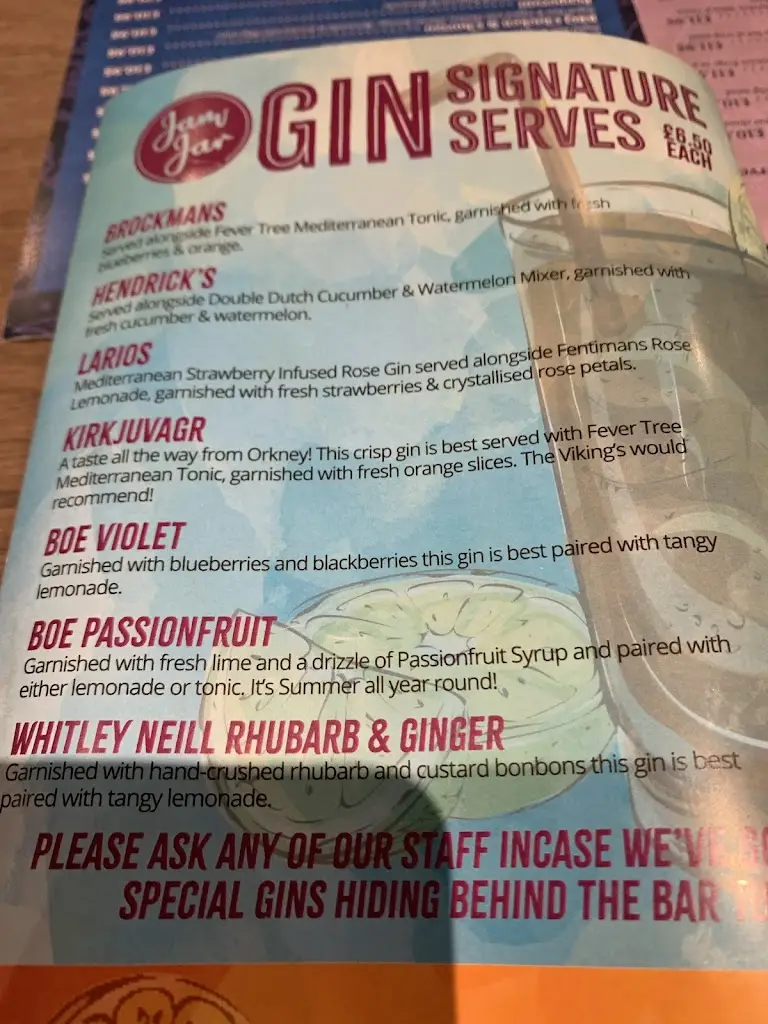 Jam
Jar
GIN
SIGNATURE
SERVES
£6.50
EACH
BROCKMANS
Served alongside Fever Tree Mediterranean Tonic, garnished with fresh
blueberries & orange.
HENDRICK'S
Served alongside Double Dutch Cucumber & Watermelon Mixer, garnished with
fresh cucumber & watermelon.
LARIOS
Mediterranean Strawberry Infused Rose Gin served alongside Fentimans Rose
Lemonade, garnished with fresh strawberries & crystallised rose petals.
KIRKJUVAGR
A taste all the way from Orkney! This crisp gin is best served with Fever Tree
Mediterranean Tonic, garnished with fresh orange slices. The Viking's would
recommend!
BOE VIOLET
Garnished with blueberries and blackberries this gin is best paired with tangy
lemonade.
BOE PASSIONFRUIT
Garnished with fresh lime and a drizzle of Passionfruit Syrup and paired with
either lemonade or tonic. It's Summer all year round!
WHITLEY NEILL RHUBARB & GINGER
Garnished with hand-crushed rhubarb and custard bonbons this gin is best
paired with tangy lemonade.
PLEASE ASK ANY OF OUR STAFF INCASE WE'VE
SPECIAL GINS HIDING BEHIND THE BAR